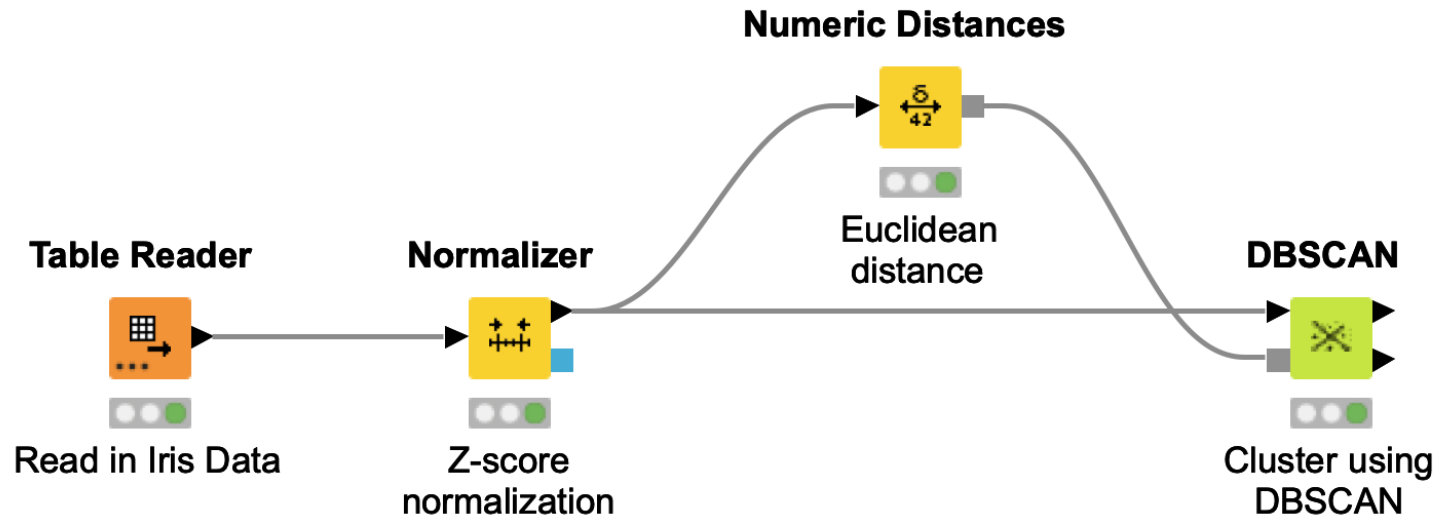 Numeric Distances
δ
42
Euclidean
distance
Table Reader
Normalizer
DBSCAN
Read in Iris Data
Z-score
normalization
Cluster using
DBSCAN